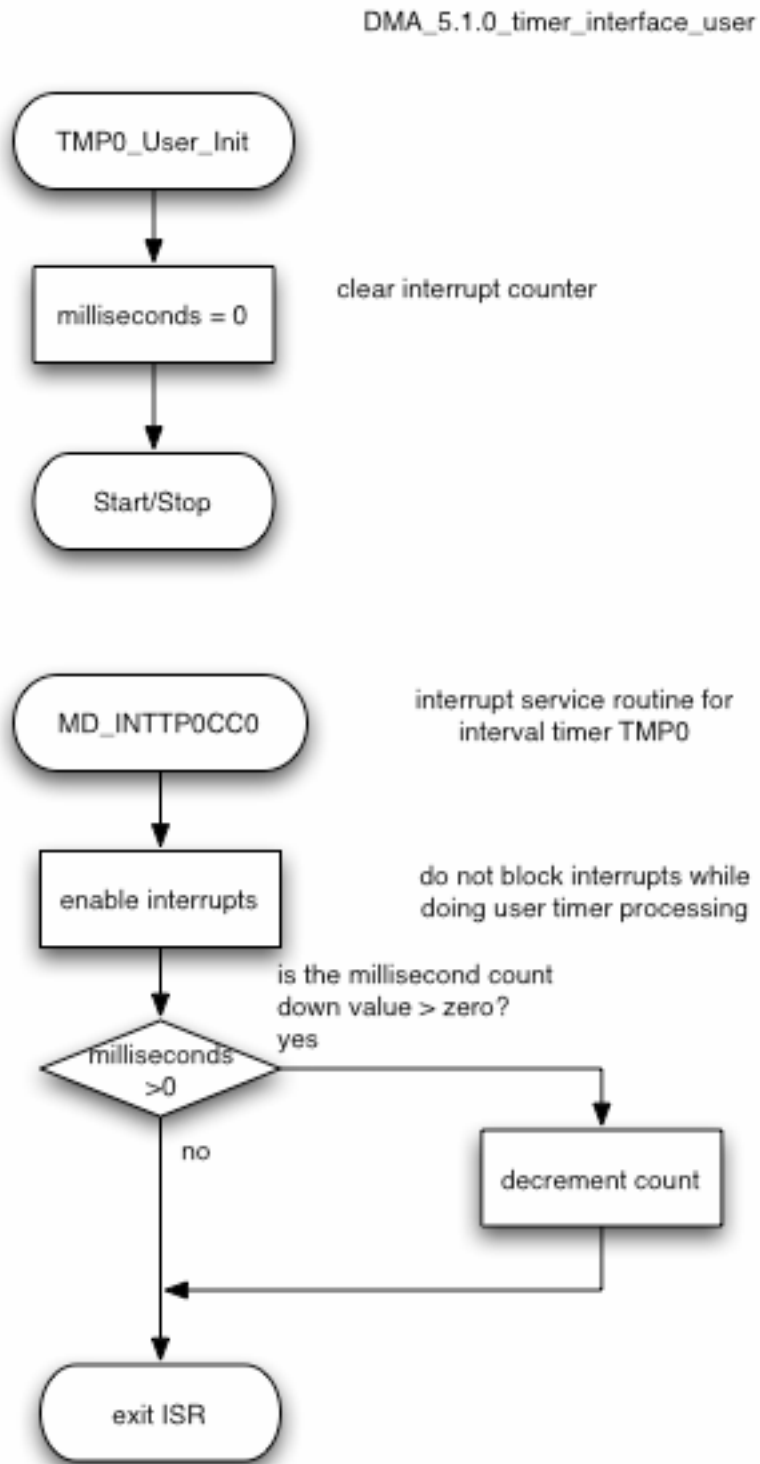 DMA_5.1.0_timer_interface_user
TMP0_User_Init
milliseconds = 0
clear interrupt counter
Start/Stop
MD_INTTP0CC0
interrupt service routine for
interval timer TMP0
enable interrupts
do not block interrupts while
doing user timer processing
is the millisecond count
down value > zero?
yes
milliseconds
>0
no
decrement count
exit ISR